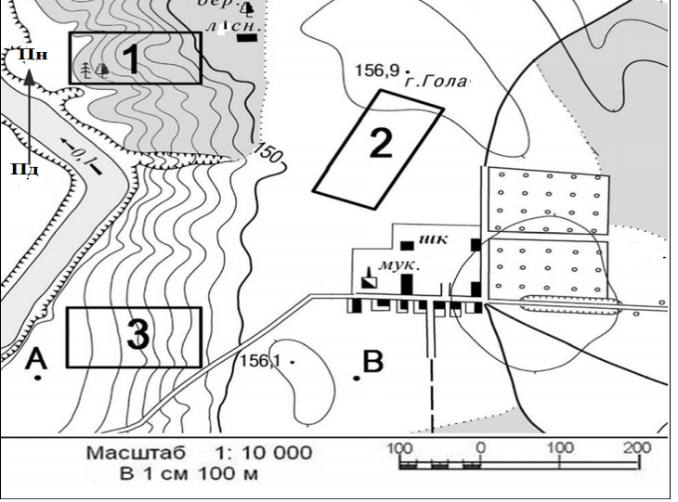 бер.
лісн.
1
Пн
156,9
г.Гола
0,1
2
Пд
150
шк
мук.
3
А
156,1
В
Масштаб 1: 10 000
В 1 см 100 м
100 0 100 200